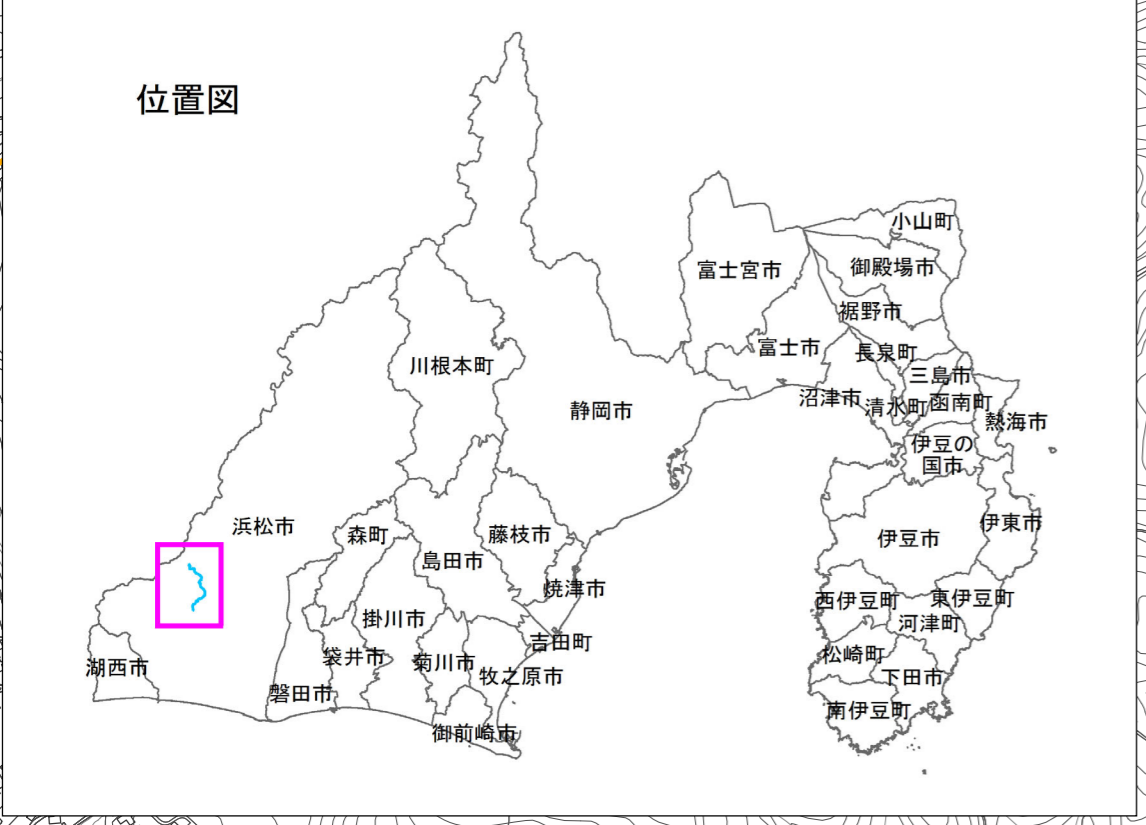 位置図
小山町
御殿場市
富士宮市
裾野市
富士市
長泉町
川根本町
三島市
沼津市
清水町
函南町
静岡市
熱海市
伊豆の
国市
浜松市
森町
藤枝市
伊東市
伊豆市
島田市
焼津市
西伊豆町
東伊豆町
掛川市
河津町
吉田町
袋井市
菊川市
松崎町
湖西市
牧之原市
下田市
磐田市
南伊豆町
御前崎市